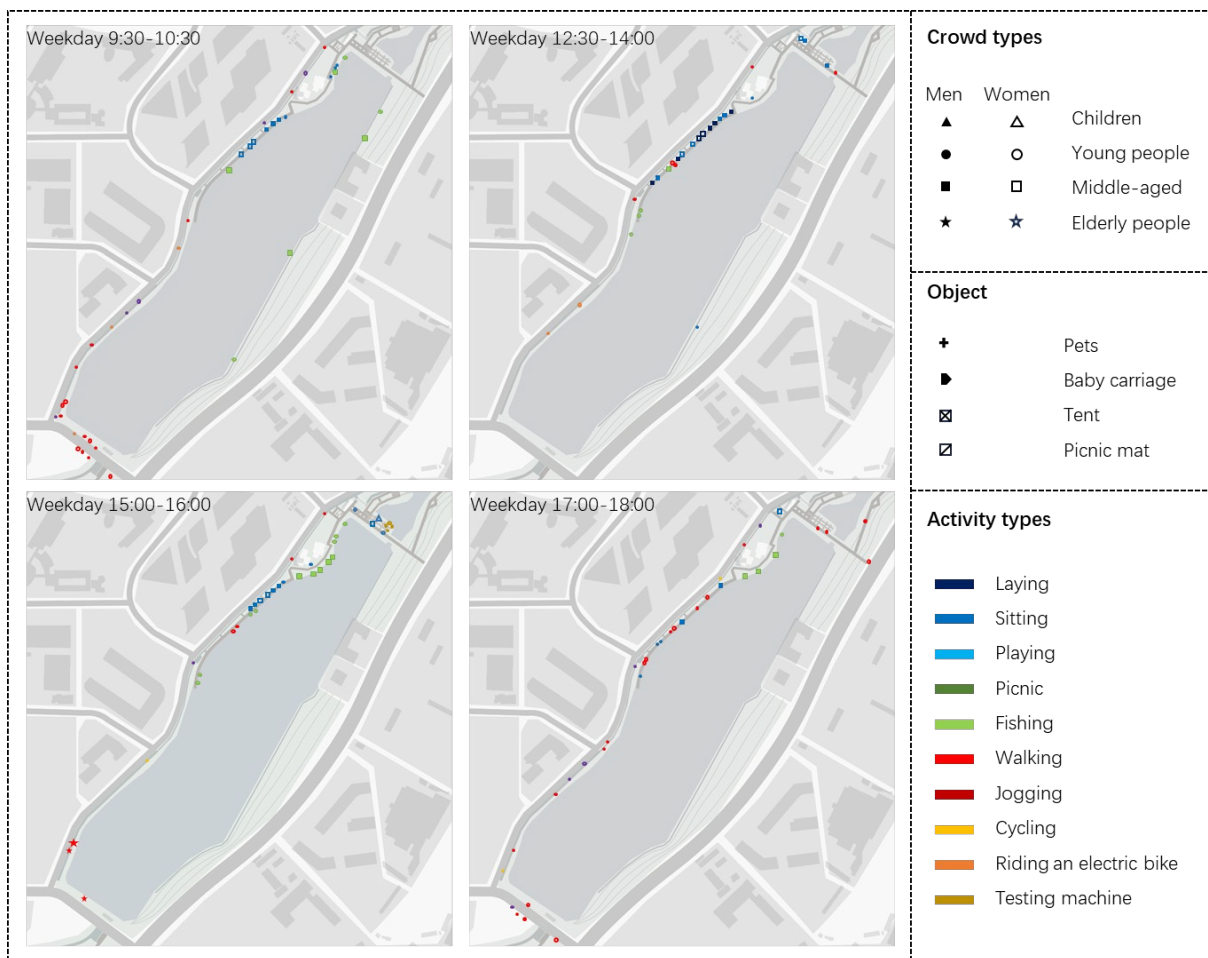 Weekday 9:30-10:30
Weekday 12:30-14:00
Weekday 15:00-16:00
Weekday 17:00-18:00
Crowd types
Men Women
Children
Young people
Middle-aged
Elderly people
Object
Pets
Baby carriage
Tent
Picnic mat
Activity types
Laying
Sitting
Playing
Picnic
Fishing
Walking
Jogging
Cycling
Riding an electric bike
Testing machine